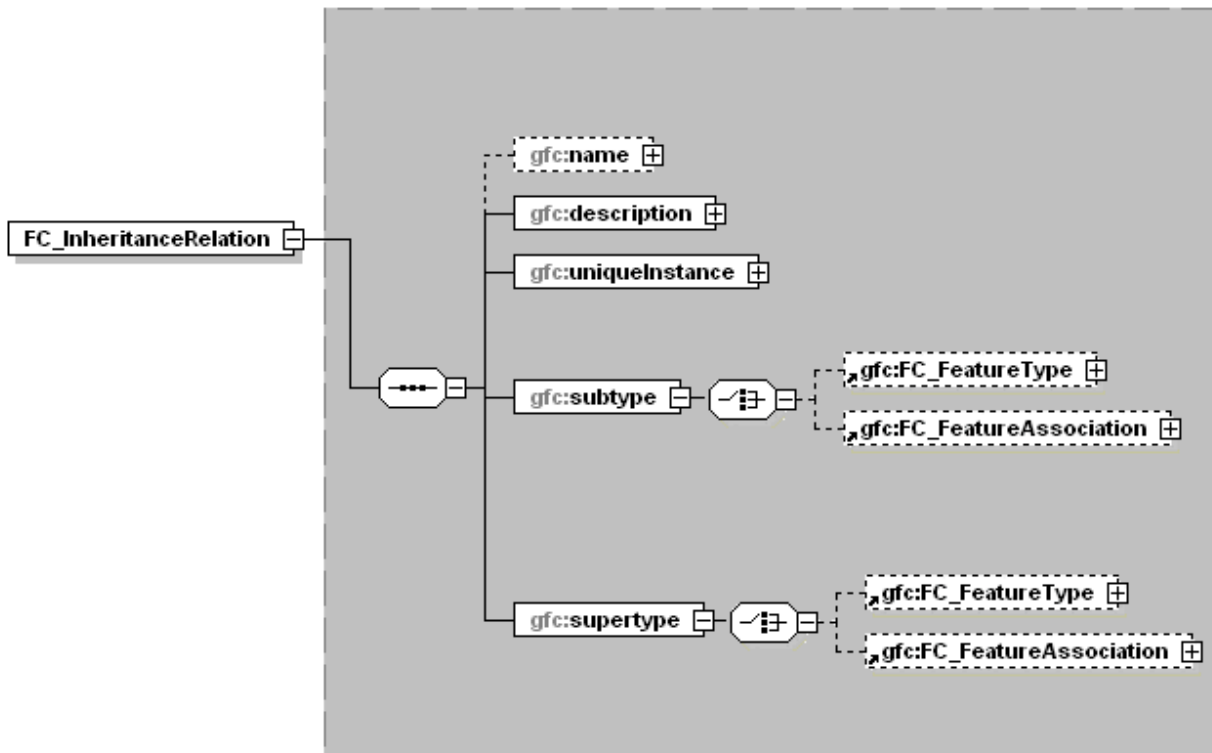 gfc:name
gfc:description
FC_InheritanceRelation
gfc:uniqueInstance
gfc:FC_FeatureType
gfc:subtype
gfc:FC_FeatureAssociation
gfc:FC_FeatureType
gfc:supertype
gfc:FC_FeatureAssociation